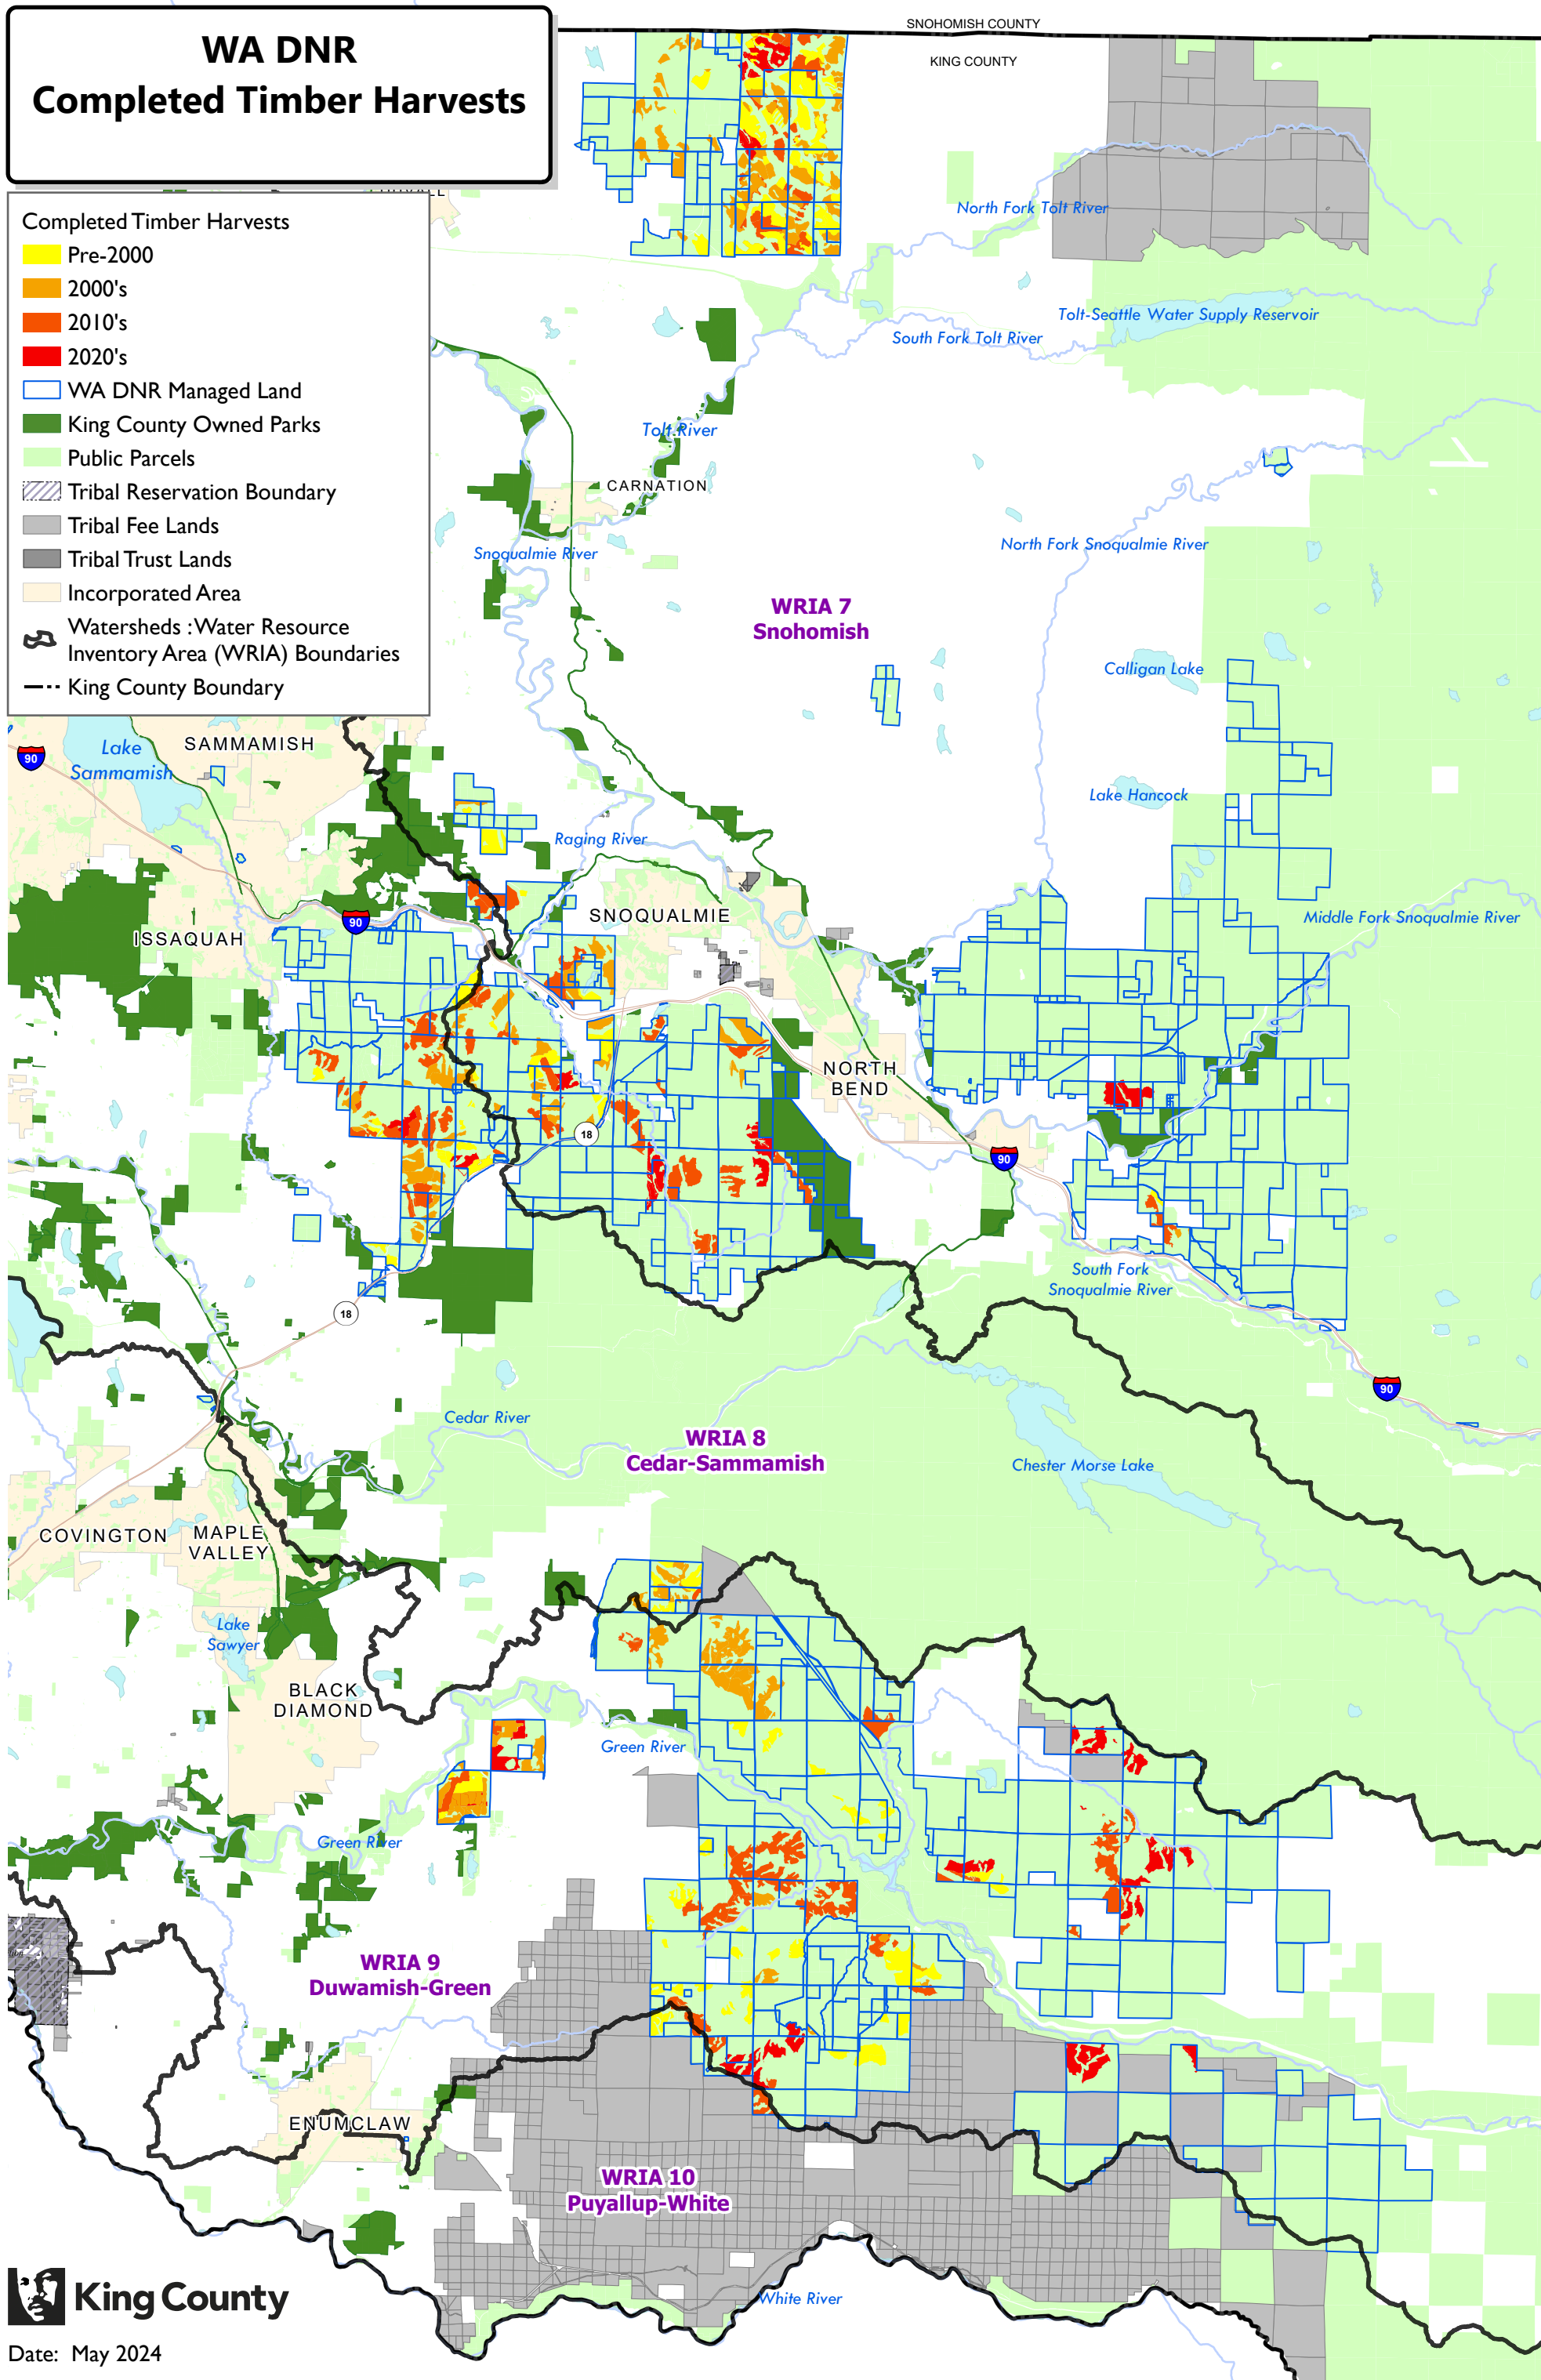 WA DNR
Completed Timber Harvests
SNOHOMISH COUNTY
KING COUNTY
Completed Timber Harvests
Pre-2000
2000's
2010's
2020's
WA DNR Managed Land
King County Owned Parks
Public Parcels
Tribal Reservation Boundary
Tribal Fee Lands
Tribal Trust Lands
Incorporated Area
Watersheds : Water Resource
Inventory Area (WRIA) Boundaries
King County Boundary
North Fork Tolt River
Tolt-Seattle Water Supply Reservoir
South Fork Tolt River
Tolt River
CARNATION
Snoqualmie River
North Fork Snoqualmie River
WRIA 7
Snohomish
Calligan Lake
SAMMAMISH
Lake
Sammamish
90
Lake Hancock
Raging River
SNOQUALMIE
Middle Fork Snoqualmie River
90
ISSAQUAH
NORTH
BEND
18
90
South Fork
Snoqualmie River
18
90
Cedar River
WRIA 8
Cedar-Sammamish
Chester Morse Lake
COVINGTON
MAPLE
VALLEY
Lake
Sawyer
BLACK
DIAMOND
Green River
Green River
WRIA 9
Duwamish-Green
ENUMCLAW
WRIA 10
Puyallup-White
White River
King County
Date: May 2024